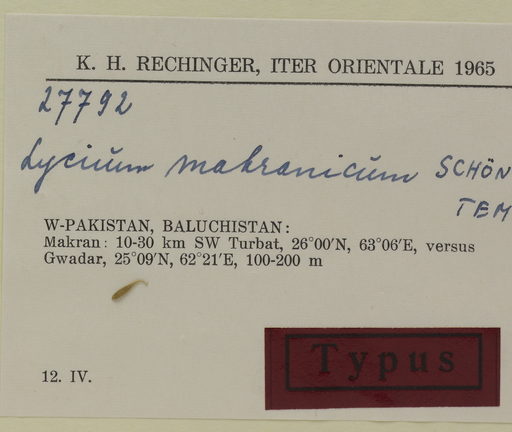 K. H. RECHINGER, ITER ORIENTALE 1965
27792
Lycium makranicum SCHÖN
TEM
W-PAKISTAN, BALUCHISTAN:
Makran: 10-30 km SW Turbat, 26°00′N, 63°06′E, versus
Gwadar, 25°09′N, 62°21′E, 100-200 m
12. IV.
Typus